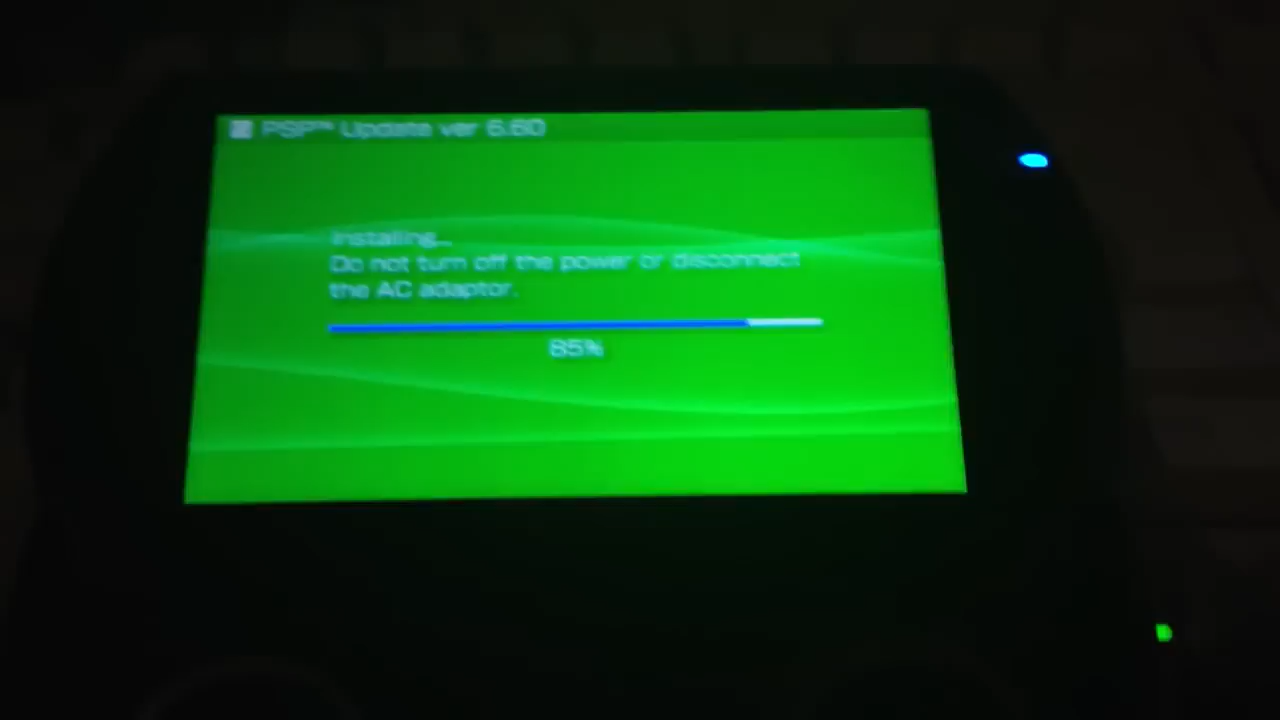 PSP™ Update ver 6.60
Installing...
Do not turn off the power or disconnect
the AC adaptor.
85%